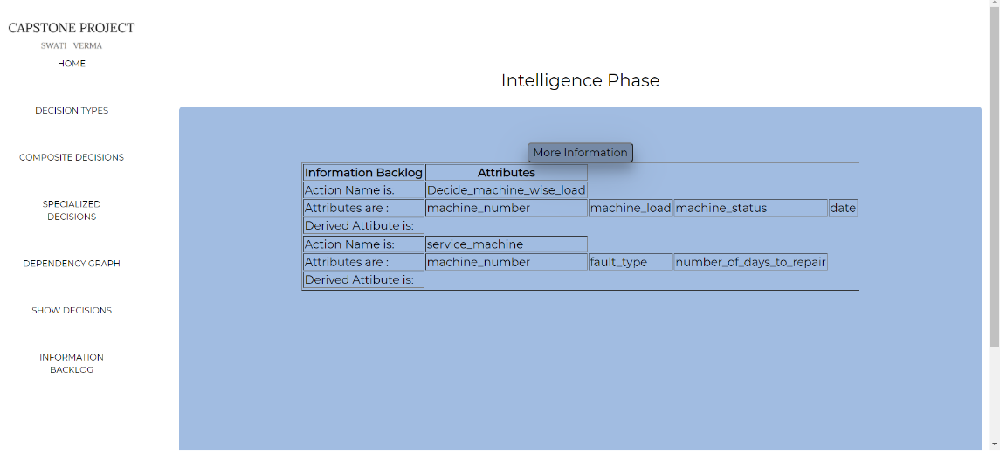 CAPSTONE PROJECT
SWATI VERMA
HOME
DECISION TYPES
COMPOSITE DECISIONS
SPECIALIZED
DECISIONS
DEPENDENCY GRAPH
SHOW DECISIONS
INFORMATION
BACKLOG
Intelligence Phase
More Information
Information Backlog Attributes
Action Name is: Decide_machine_wise_load
Attributes are : machine_number machine_load machine_status date
Derived Attibute is:
Action Name is: service_machine
Attributes are : machine_number fault_type number_of_days_to_repair
Derived Attibute is: